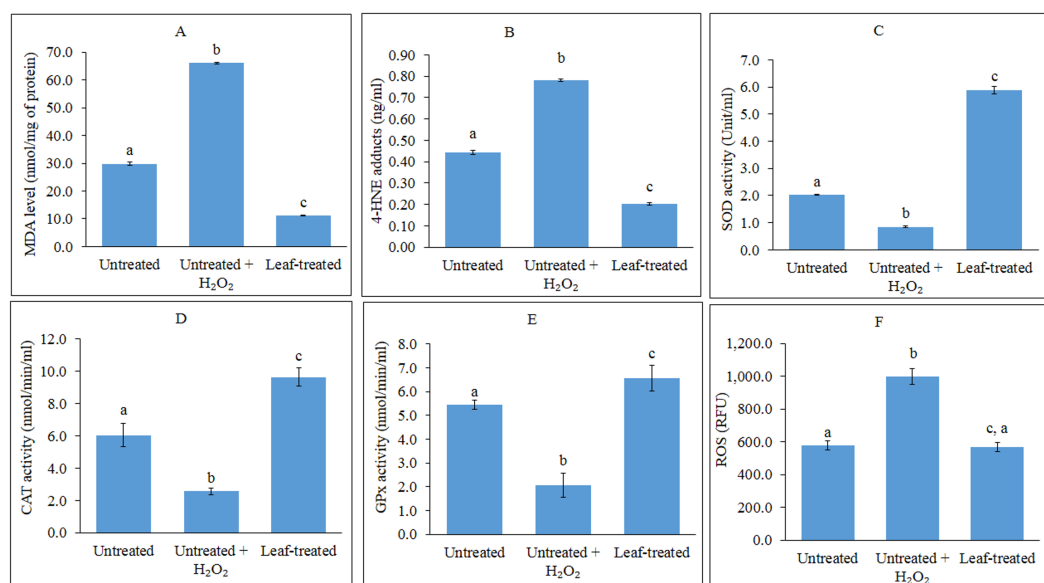 A
MDA level (nmol/mg of protein)
70.0
60.0
50.0
40.0
30.0
20.0
10.0
0.0
a
b
c
Untreated
Untreated + H₂O₂
Leaf-treated
B
4-HNE adducts (ng/ml)
0.90
0.80
0.70
0.60
0.50
0.40
0.30
0.20
0.10
0.00
a
b
c
Untreated
Untreated + H₂O₂
Leaf-treated
C
SOD activity (Unit/ml)
7.0
6.0
5.0
4.0
3.0
2.0
1.0
0.0
a
b
c
Untreated
Untreated + H₂O₂
Leaf-treated
D
CAT activity (nmol/min/ml)
12.0
10.0
8.0
6.0
4.0
2.0
0.0
a
b
c
Untreated
Untreated + H₂O₂
Leaf-treated
E
GPx activity (nmol/min/ml)
8.0
7.0
6.0
5.0
4.0
3.0
2.0
1.0
0.0
a
b
c
Untreated
Untreated + H₂O₂
Leaf-treated
F
ROS (RFU)
1,200.0
1,000.0
800.0
600.0
400.0
200.0
0.0
a
b
c, a
Untreated
Untreated + H₂O₂
Leaf-treated